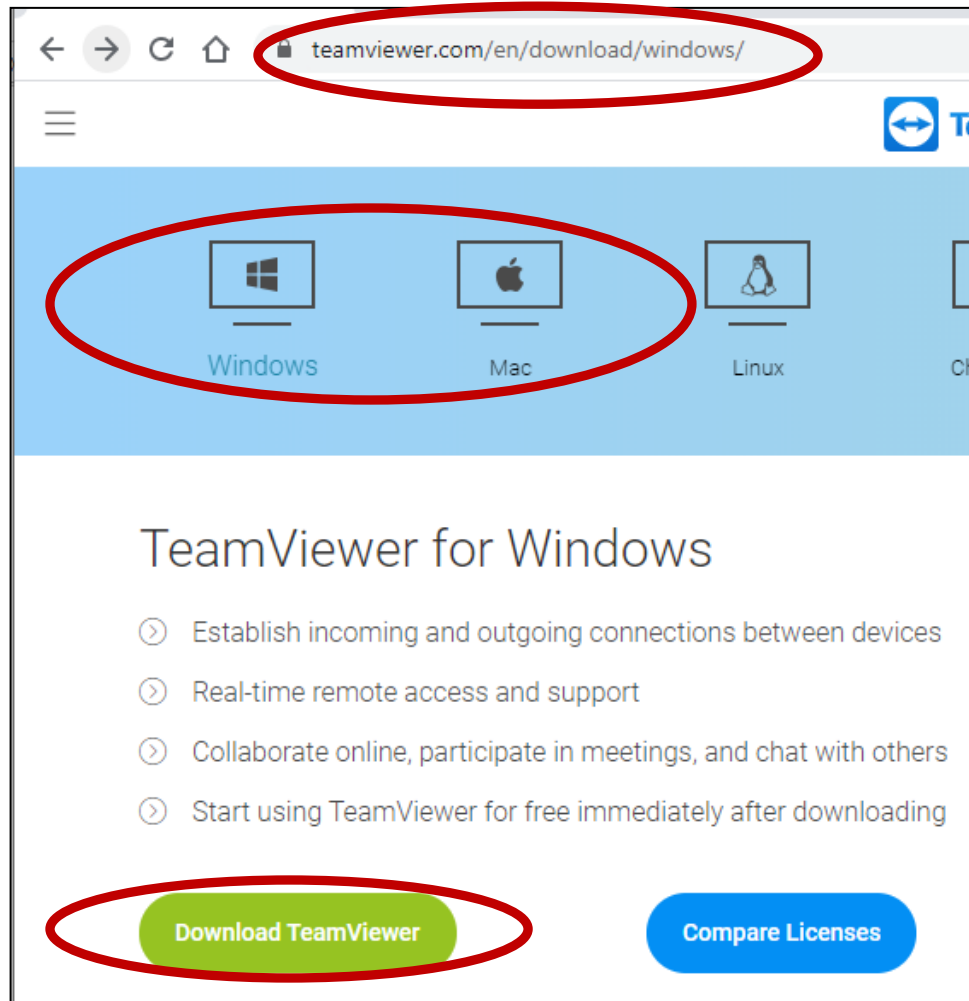 teamviewer.com/en/download/windows/
Windows
Mac
Linux
TeamViewer for Windows
Establish incoming and outgoing connections between devices
Real-time remote access and support
Collaborate online, participate in meetings, and chat with others
Start using TeamViewer for free immediately after downloading
Download TeamViewer
Compare Licenses